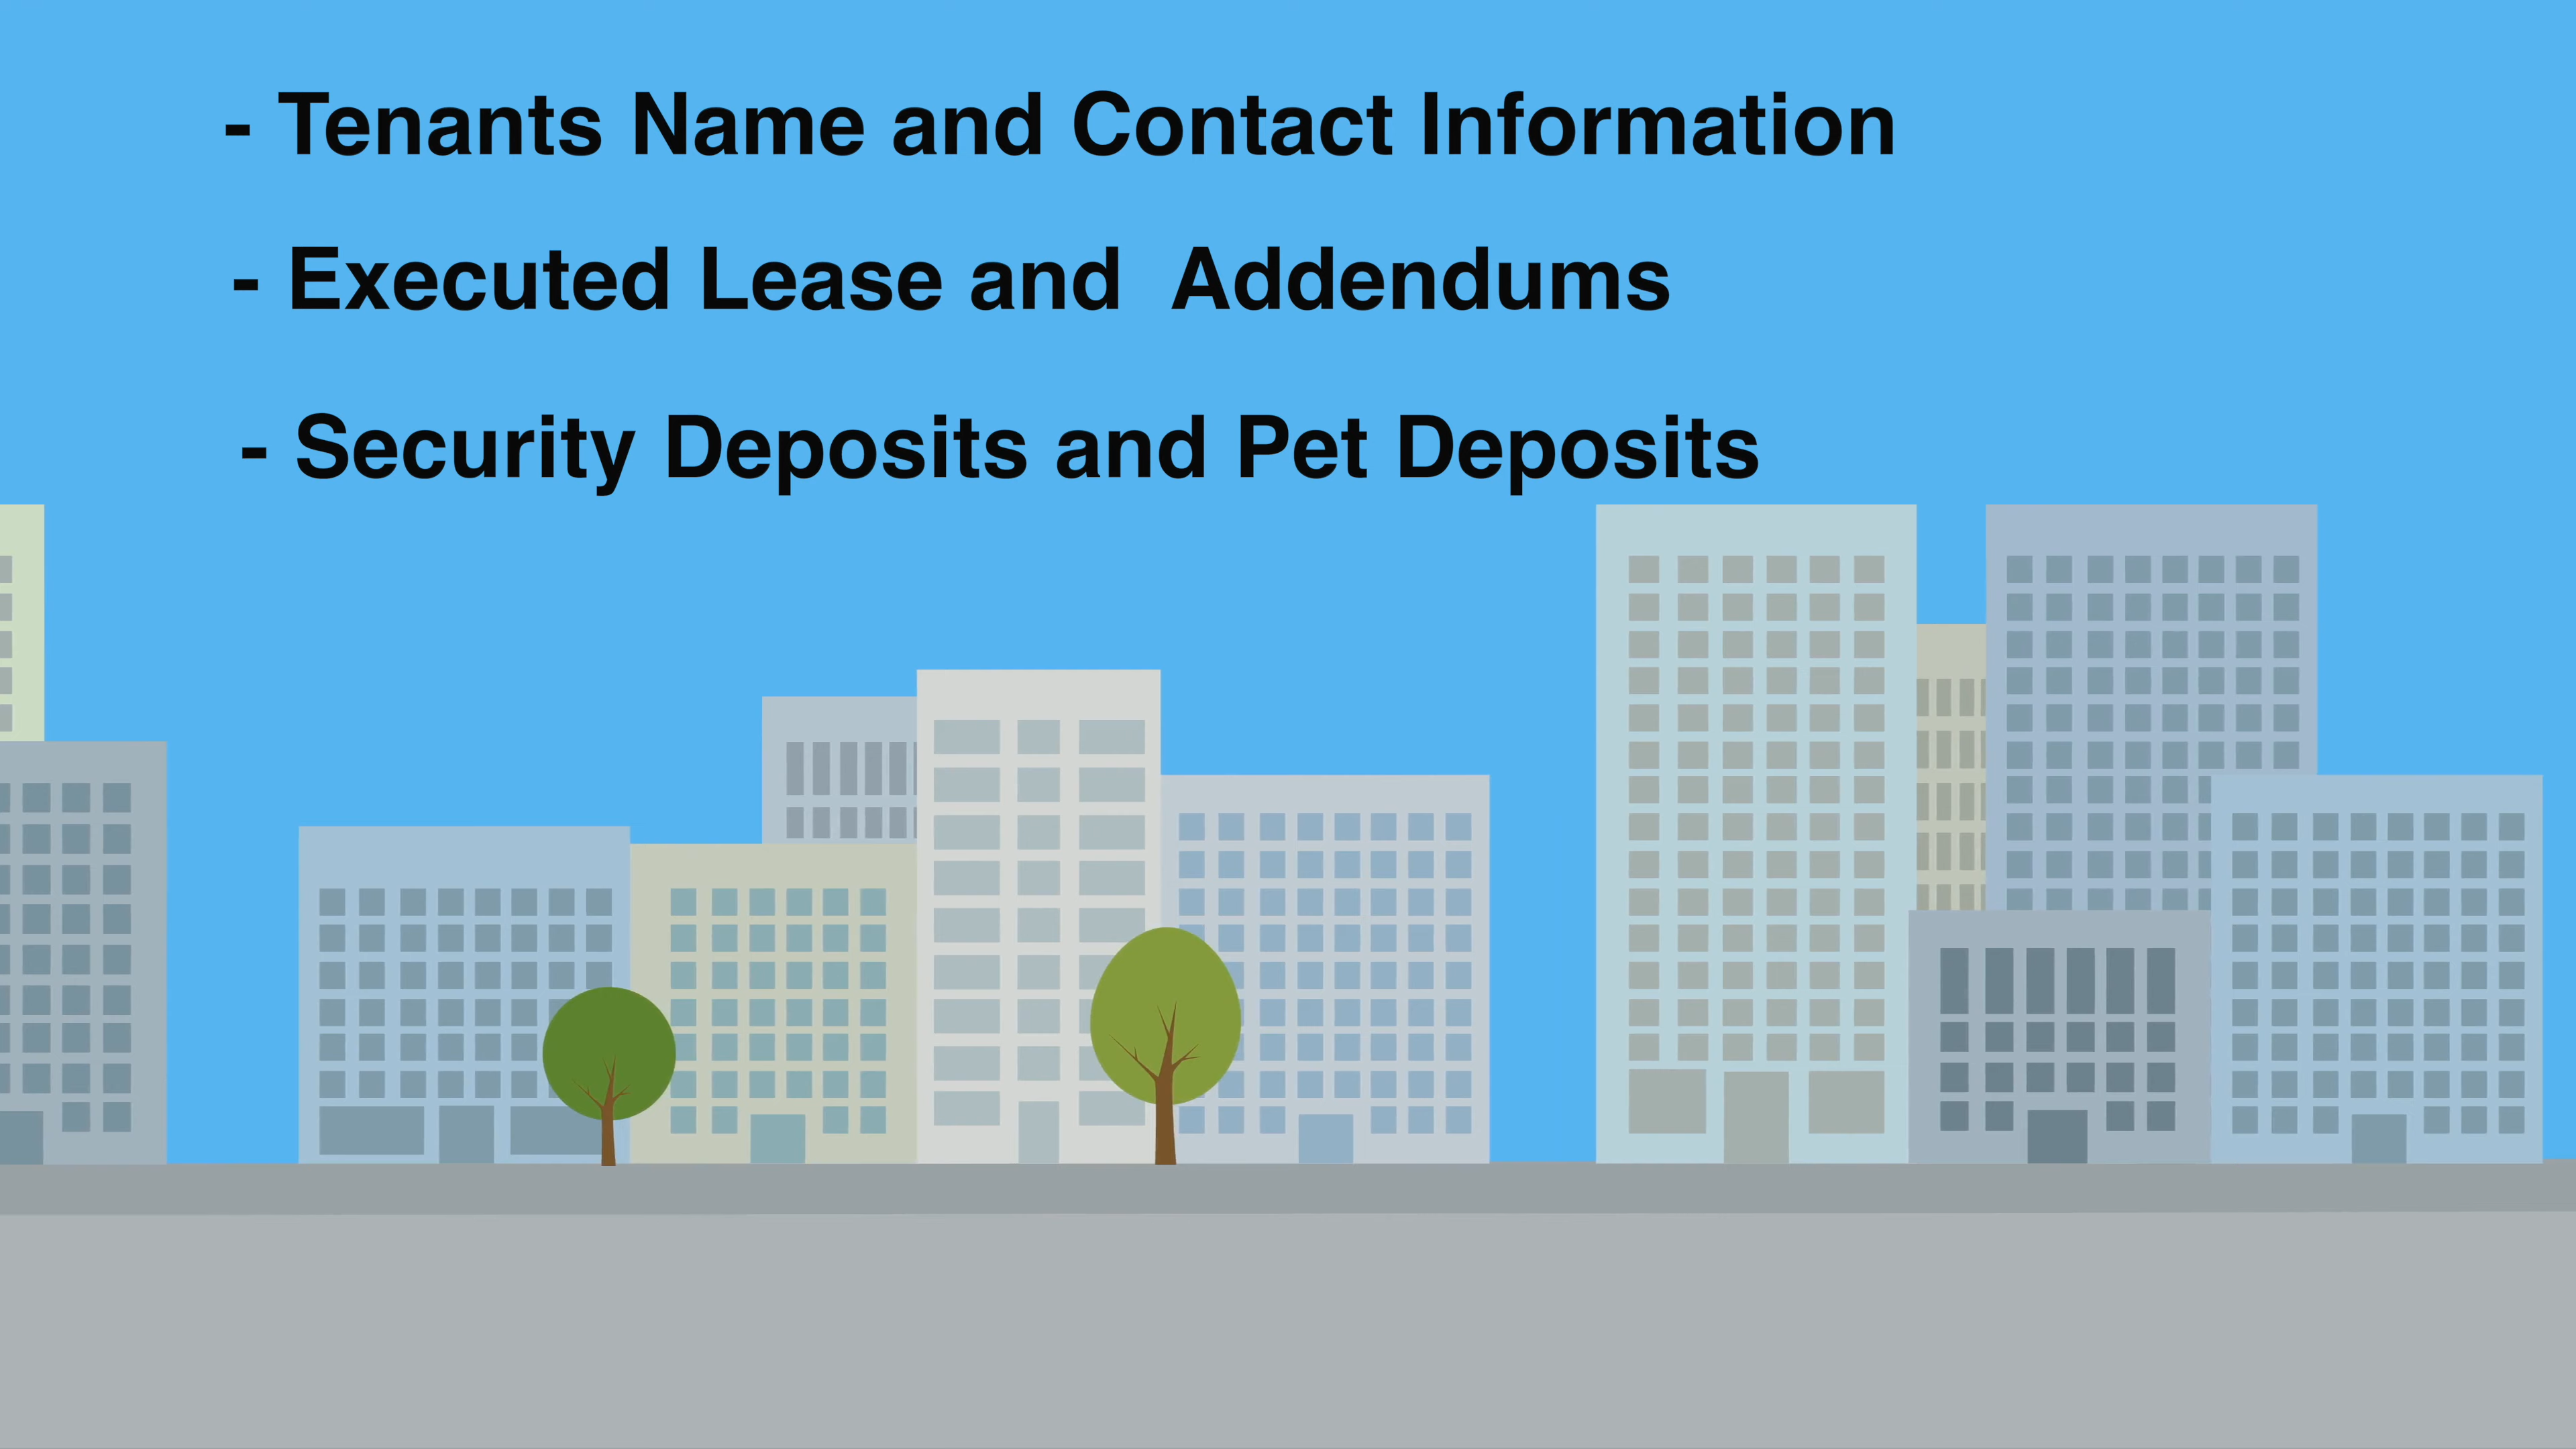 - Tenants Name and Contact Information
- Executed Lease and  Addendums
- Security Deposits and Pet Deposits